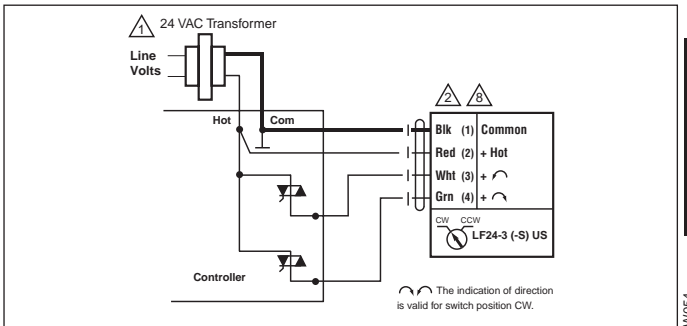 1 24 VAC Transformer
Line
Volts
Hot Com
2 8
Blk (1) Common
Red (2) + Hot
Wht (3) +
Grn (4) +
CW CCW
LF24-3 (-S) US
Controller
The indication of direction
is valid for switch position CW.